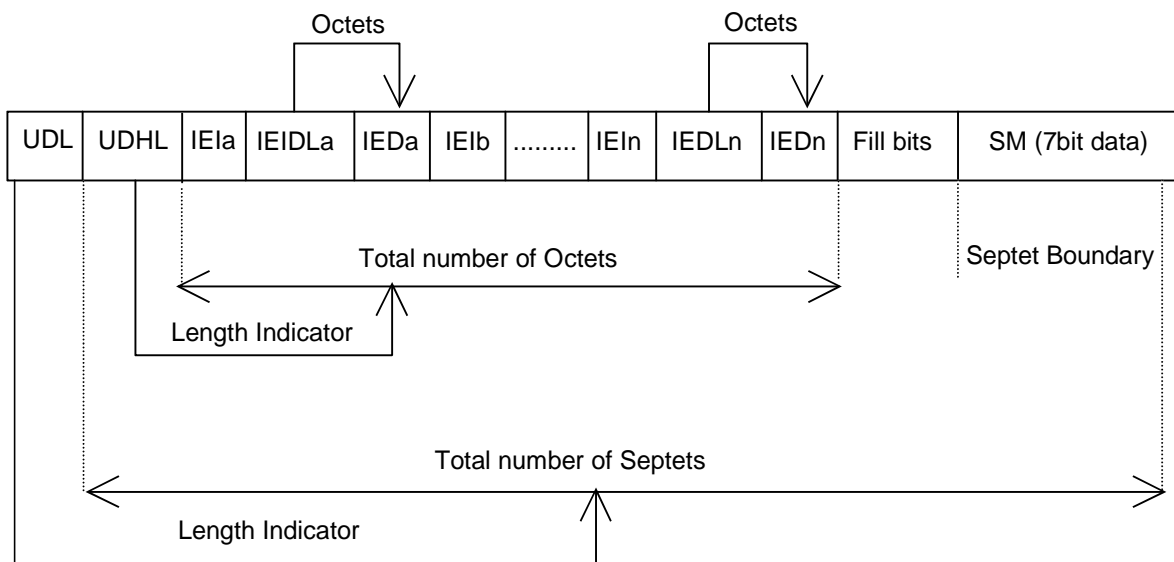 Octets
Octets
UDL UDHL IEIa IEIDLa IEDa IEIb ......... IEIn IEDLn IEDn Fill bits SM (7bit data)
Total number of Octets
Septet Boundary
Length Indicator
Total number of Septets
Length Indicator